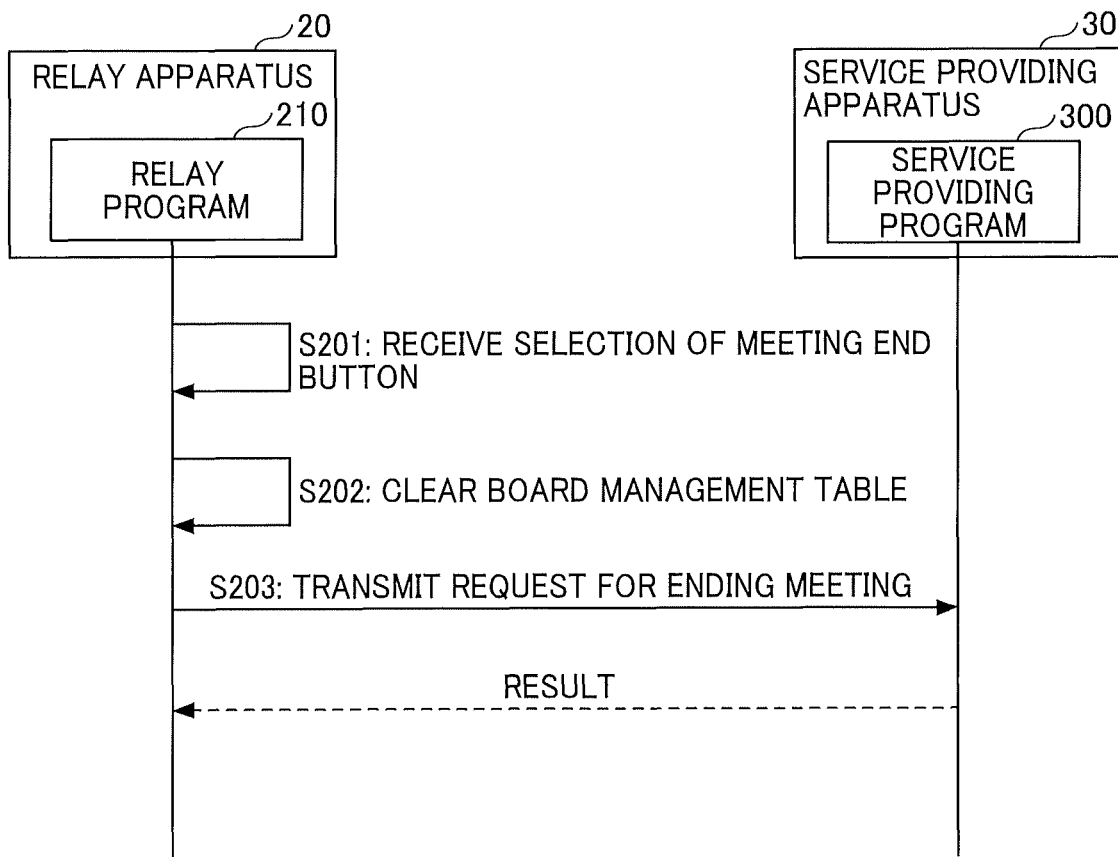 20
RELAY APPARATUS
210
RELAY
PROGRAM
30
SERVICE PROVIDING
APPARATUS
300
SERVICE
PROVIDING
PROGRAM
S201: RECEIVE SELECTION OF MEETING END
BUTTON
S202: CLEAR BOARD MANAGEMENT TABLE
S203: TRANSMIT REQUEST FOR ENDING MEETING
RESULT